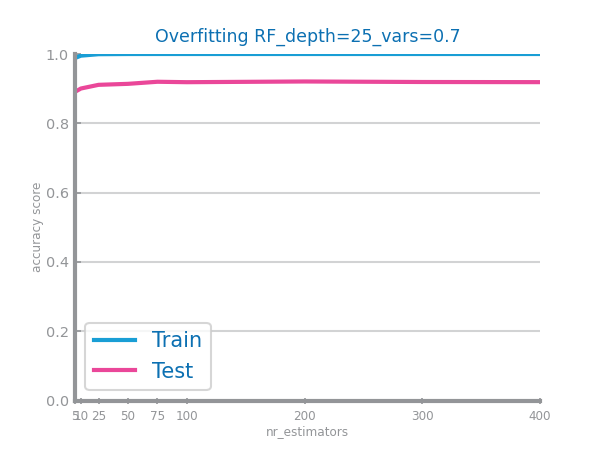 Overfitting RF_depth=25_vars=0.7
accuracy score
1.0
0.8
0.6
0.4
0.2
0.0
Train
Test
5 10 25 50 75 100 200 300 400
nr_estimators